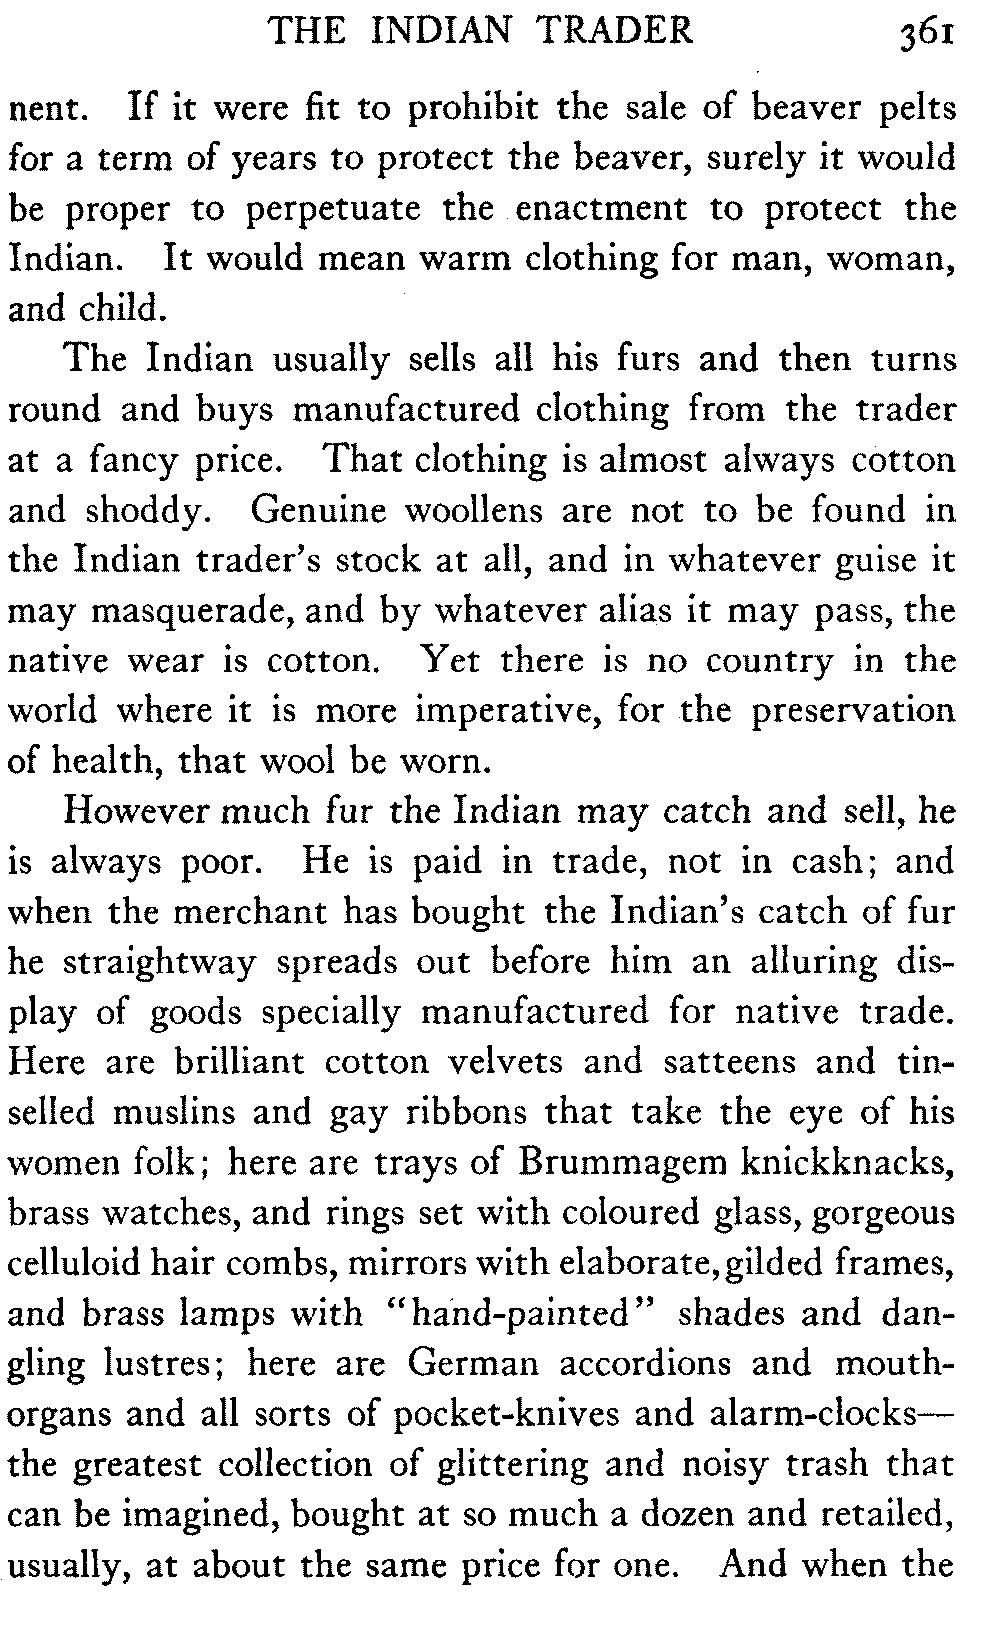 THE INDIAN TRADER 361
nent. If it were fit to prohibit the sale of beaver pelts
for a term of years to protect the beaver, surely it would
be proper to perpetuate the enactment to protect the
Indian. It would mean warm clothing for man, woman,
and child.
The Indian usually sells all his furs and then turns
round and buys manufactured clothing from the trader
at a fancy price. That clothing is almost always cotton
and shoddy. Genuine woollens are not to be found in
the Indian trader's stock at all, and in whatever guise it
may masquerade, and by whatever alias it may pass, the
native wear is cotton. Yet there is no country in the
world where it is more imperative, for the preservation
of health, that wool be worn.
However much fur the Indian may catch and sell, he
is always poor. He is paid in trade, not in cash; and
when the merchant has bought the Indian's catch of fur
he straightway spreads out before him an alluring dis-
play of goods specially manufactured for native trade.
Here are brilliant cotton velvets and satteens and tin-
selled muslins and gay ribbons that take the eye of his
women folk; here are trays of Brummagem knickknacks,
brass watches, and rings set with coloured glass, gorgeous
celluloid hair combs, mirrors with elaborate, gilded frames,
and brass lamps with "hand-painted" shades and dan-
gling lustres; here are German accordions and mouth-
organs and all sorts of pocket-knives and alarm-clocks—
the greatest collection of glittering and noisy trash that
can be imagined, bought at so much a dozen and retailed,
usually, at about the same price for one. And when the